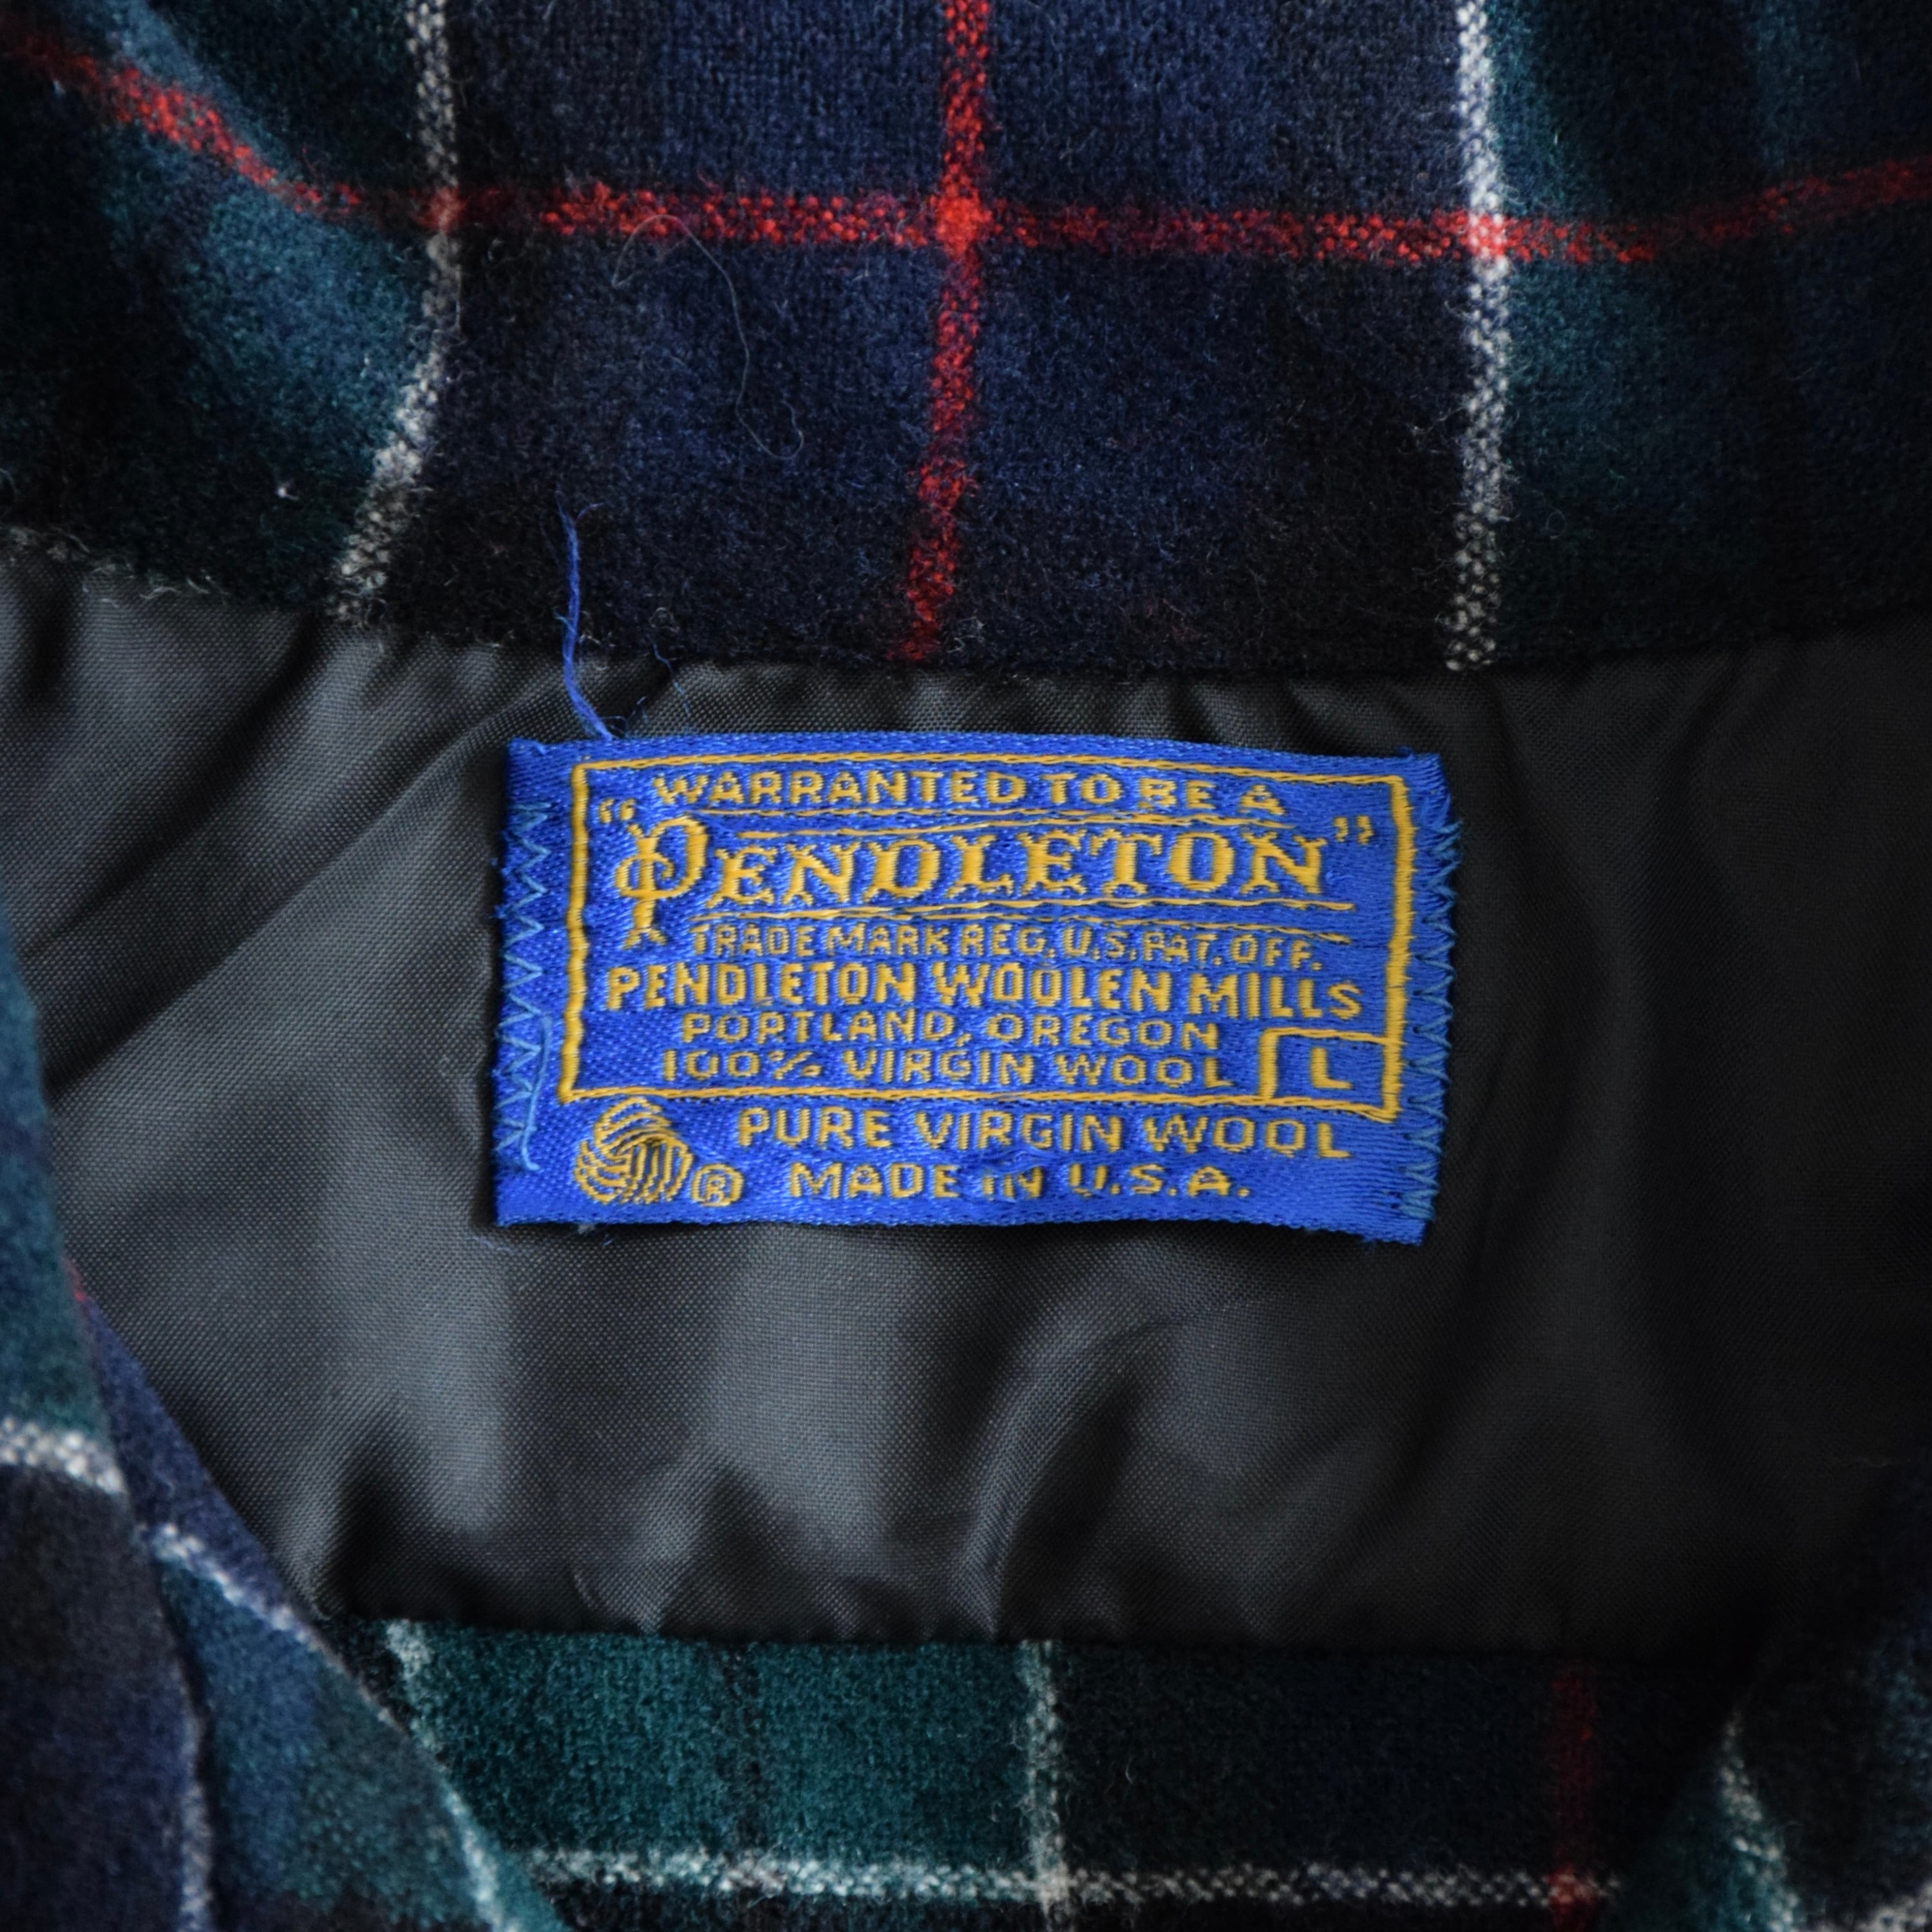 WARRANTED TO BE A
"PENDLETON"
TRADE MARK REG. U.S. PAT. OFF.
PENDLETON WOOLEN MILLS
PORTLAND, OREGON
100% VIRGIN WOOL L
PURE VIRGIN WOOL
® MADE IN U.S.A.